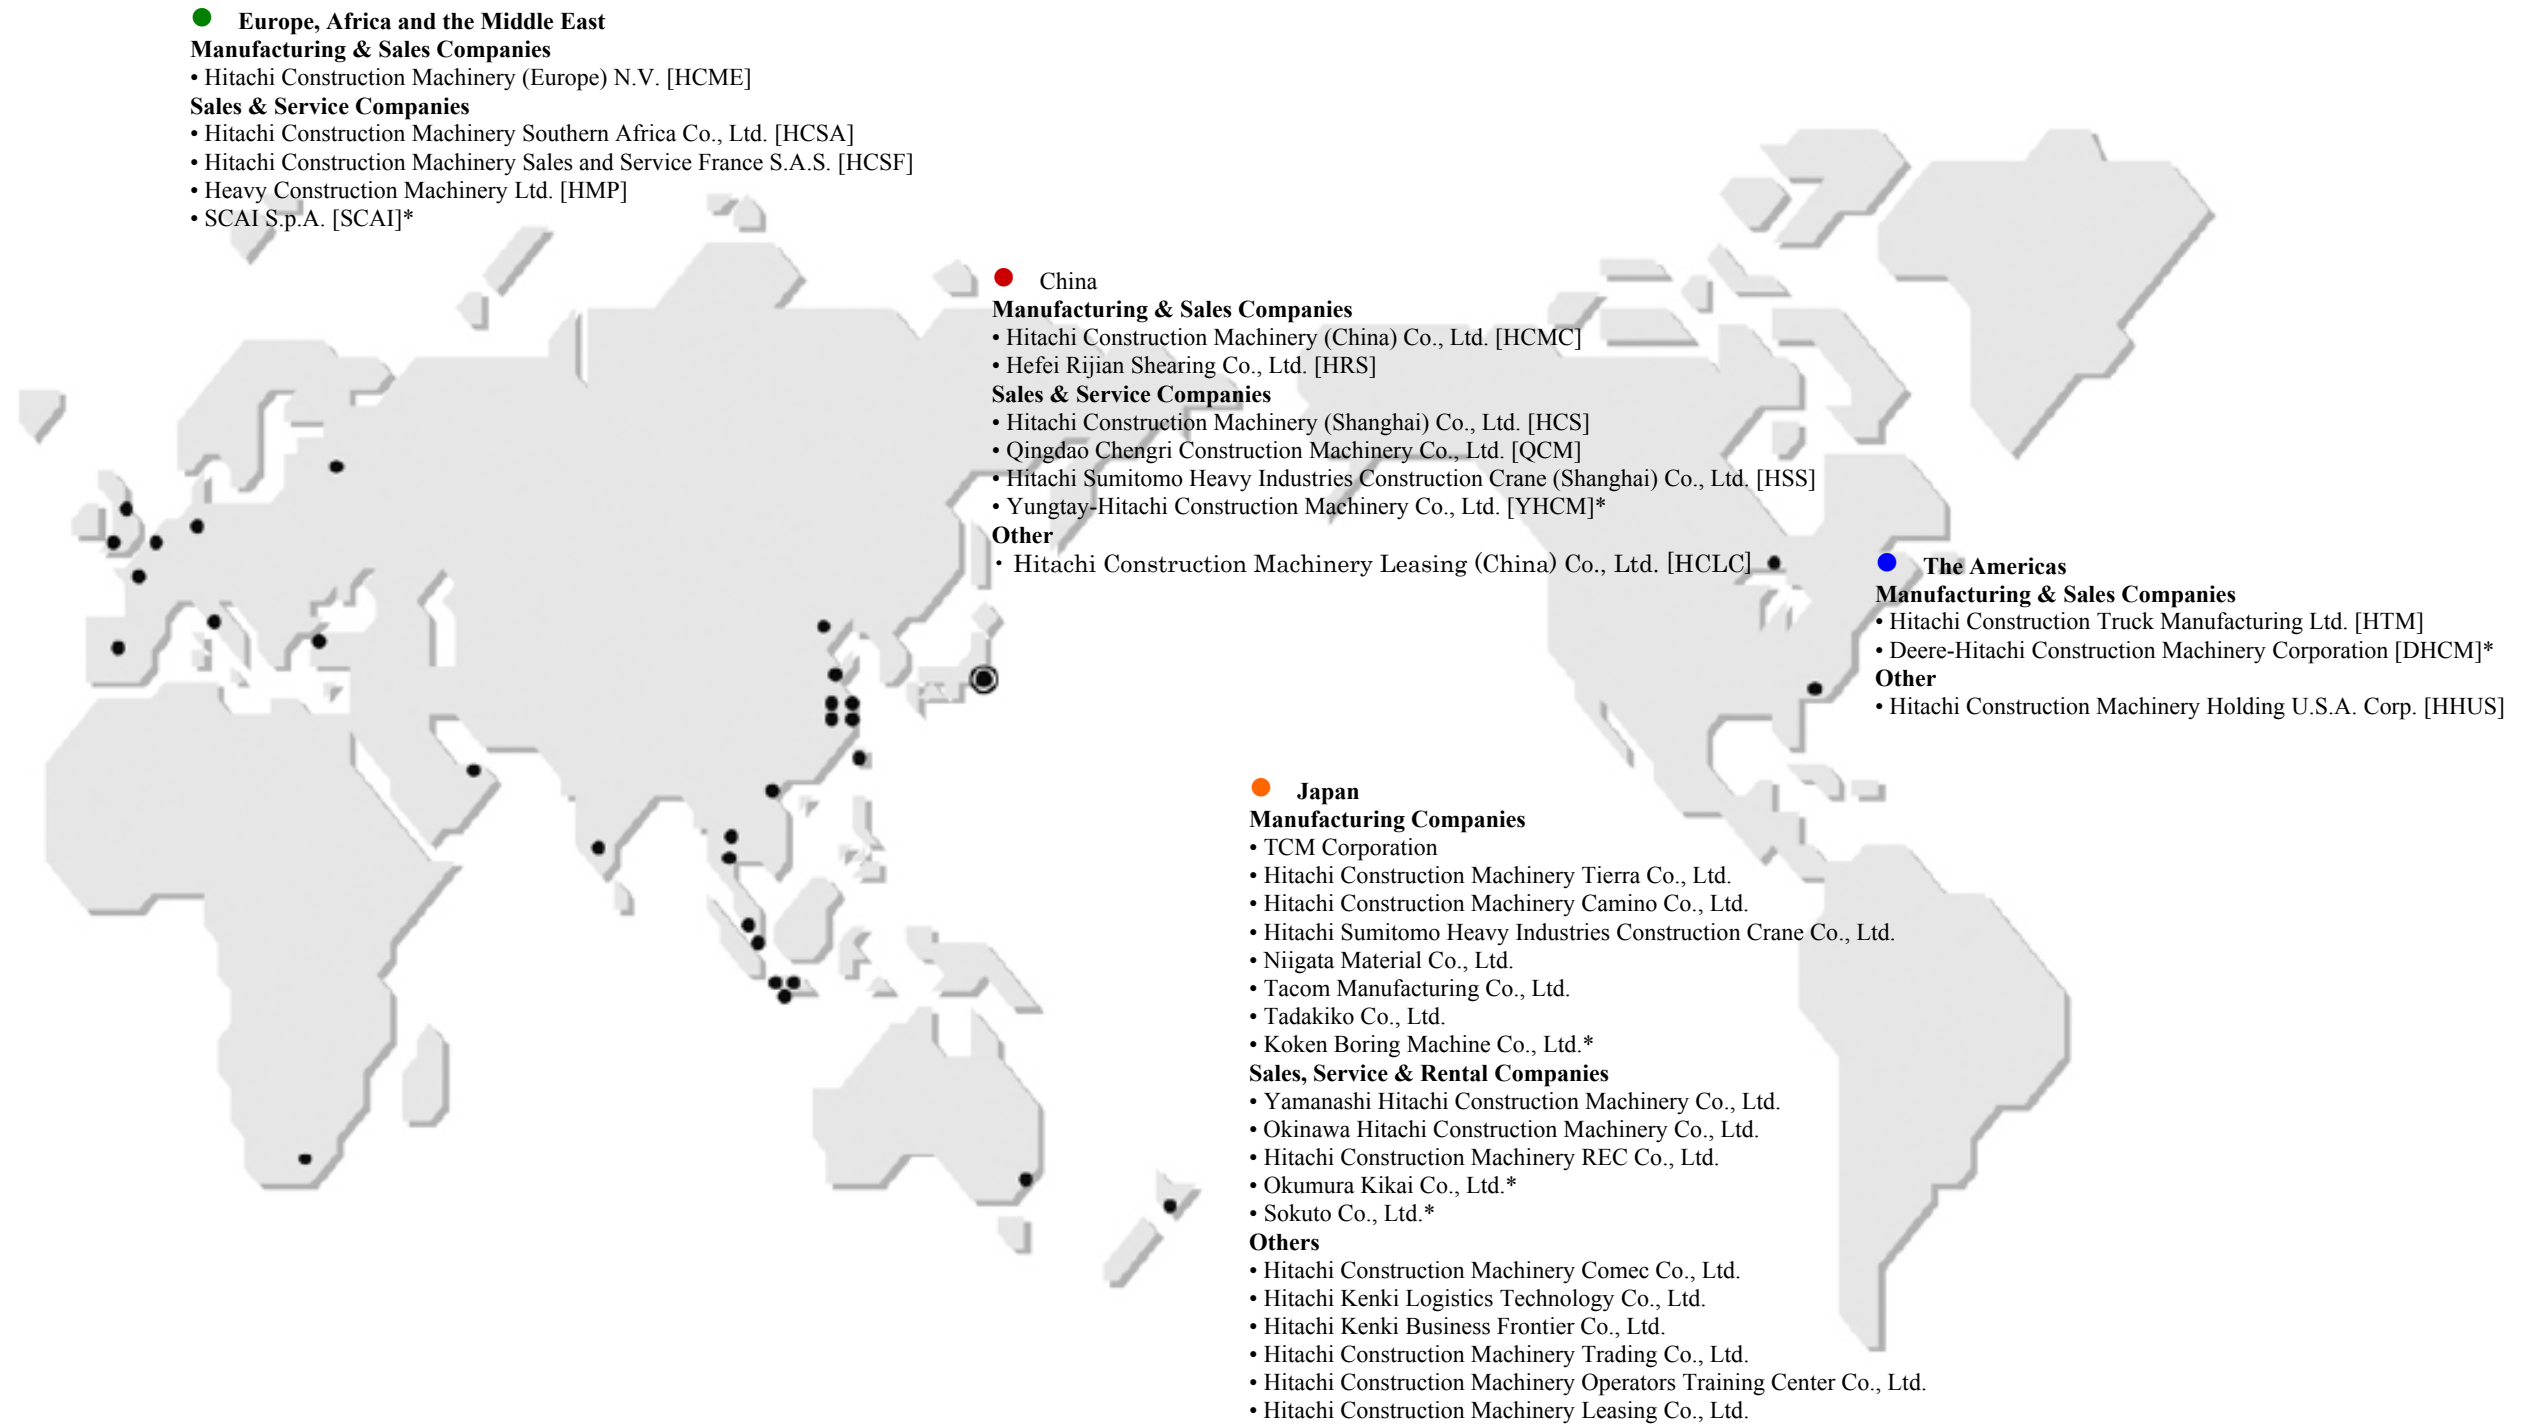 Europe, Africa and the Middle East
Manufacturing & Sales Companies
• Hitachi Construction Machinery (Europe) N.V. [HCME]
Sales & Service Companies
• Hitachi Construction Machinery Southern Africa Co., Ltd. [HCSA]
• Hitachi Construction Machinery Sales and Service France S.A.S. [HCSF]
• Heavy Construction Machinery Ltd. [HMP]
• SCAI S.p.A. [SCAI]*
China
Manufacturing & Sales Companies
• Hitachi Construction Machinery (China) Co., Ltd. [HCMC]
• Hefei Rijian Shearing Co., Ltd. [HRS]
Sales & Service Companies
• Hitachi Construction Machinery (Shanghai) Co., Ltd. [HCS]
• Qingdao Chengri Construction Machinery Co., Ltd. [QCM]
• Hitachi Sumitomo Heavy Industries Construction Crane (Shanghai) Co., Ltd. [HSS]
• Yungtay-Hitachi Construction Machinery Co., Ltd. [YHCM]*
Other
・Hitachi Construction Machinery Leasing (China) Co., Ltd. [HCLC]
The Americas
Manufacturing & Sales Companies
• Hitachi Construction Truck Manufacturing Ltd. [HTM]
• Deere-Hitachi Construction Machinery Corporation [DHCM]*
Other
• Hitachi Construction Machinery Holding U.S.A. Corp. [HHUS]
Japan
Manufacturing Companies
• TCM Corporation
• Hitachi Construction Machinery Tierra Co., Ltd.
• Hitachi Construction Machinery Camino Co., Ltd.
• Hitachi Sumitomo Heavy Industries Construction Crane Co., Ltd.
• Niigata Material Co., Ltd.
• Tacom Manufacturing Co., Ltd.
• Tadakiko Co., Ltd.
• Koken Boring Machine Co., Ltd.*
Sales, Service & Rental Companies
• Yamanashi Hitachi Construction Machinery Co., Ltd.
• Okinawa Hitachi Construction Machinery Co., Ltd.
• Hitachi Construction Machinery REC Co., Ltd.
• Okumura Kikai Co., Ltd.*
• Sokuto Co., Ltd.*
Others
• Hitachi Construction Machinery Comec Co., Ltd.
• Hitachi Kenki Logistics Technology Co., Ltd.
• Hitachi Kenki Business Frontier Co., Ltd.
• Hitachi Construction Machinery Trading Co., Ltd.
• Hitachi Construction Machinery Operators Training Center Co., Ltd.
• Hitachi Construction Machinery Leasing Co., Ltd.